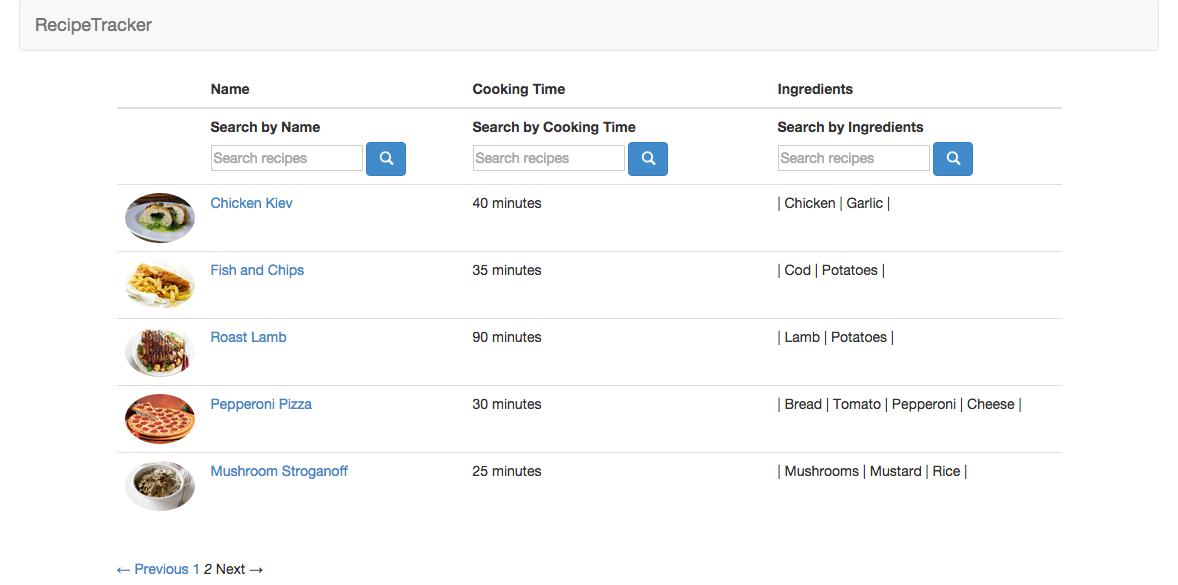 RecipeTracker
Name Cooking Time Ingredients
Search by Name Search by Cooking Time Search by Ingredients
Search recipes Search recipes Search recipes
Chicken Kiev 40 minutes | Chicken | Garlic |
Fish and Chips 35 minutes | Cod | Potatoes |
Roast Lamb 90 minutes | Lamb | Potatoes |
Pepperoni Pizza 30 minutes | Bread | Tomato | Pepperoni | Cheese |
Mushroom Stroganoff 25 minutes | Mushrooms | Mustard | Rice |
← Previous 1 2 Next →